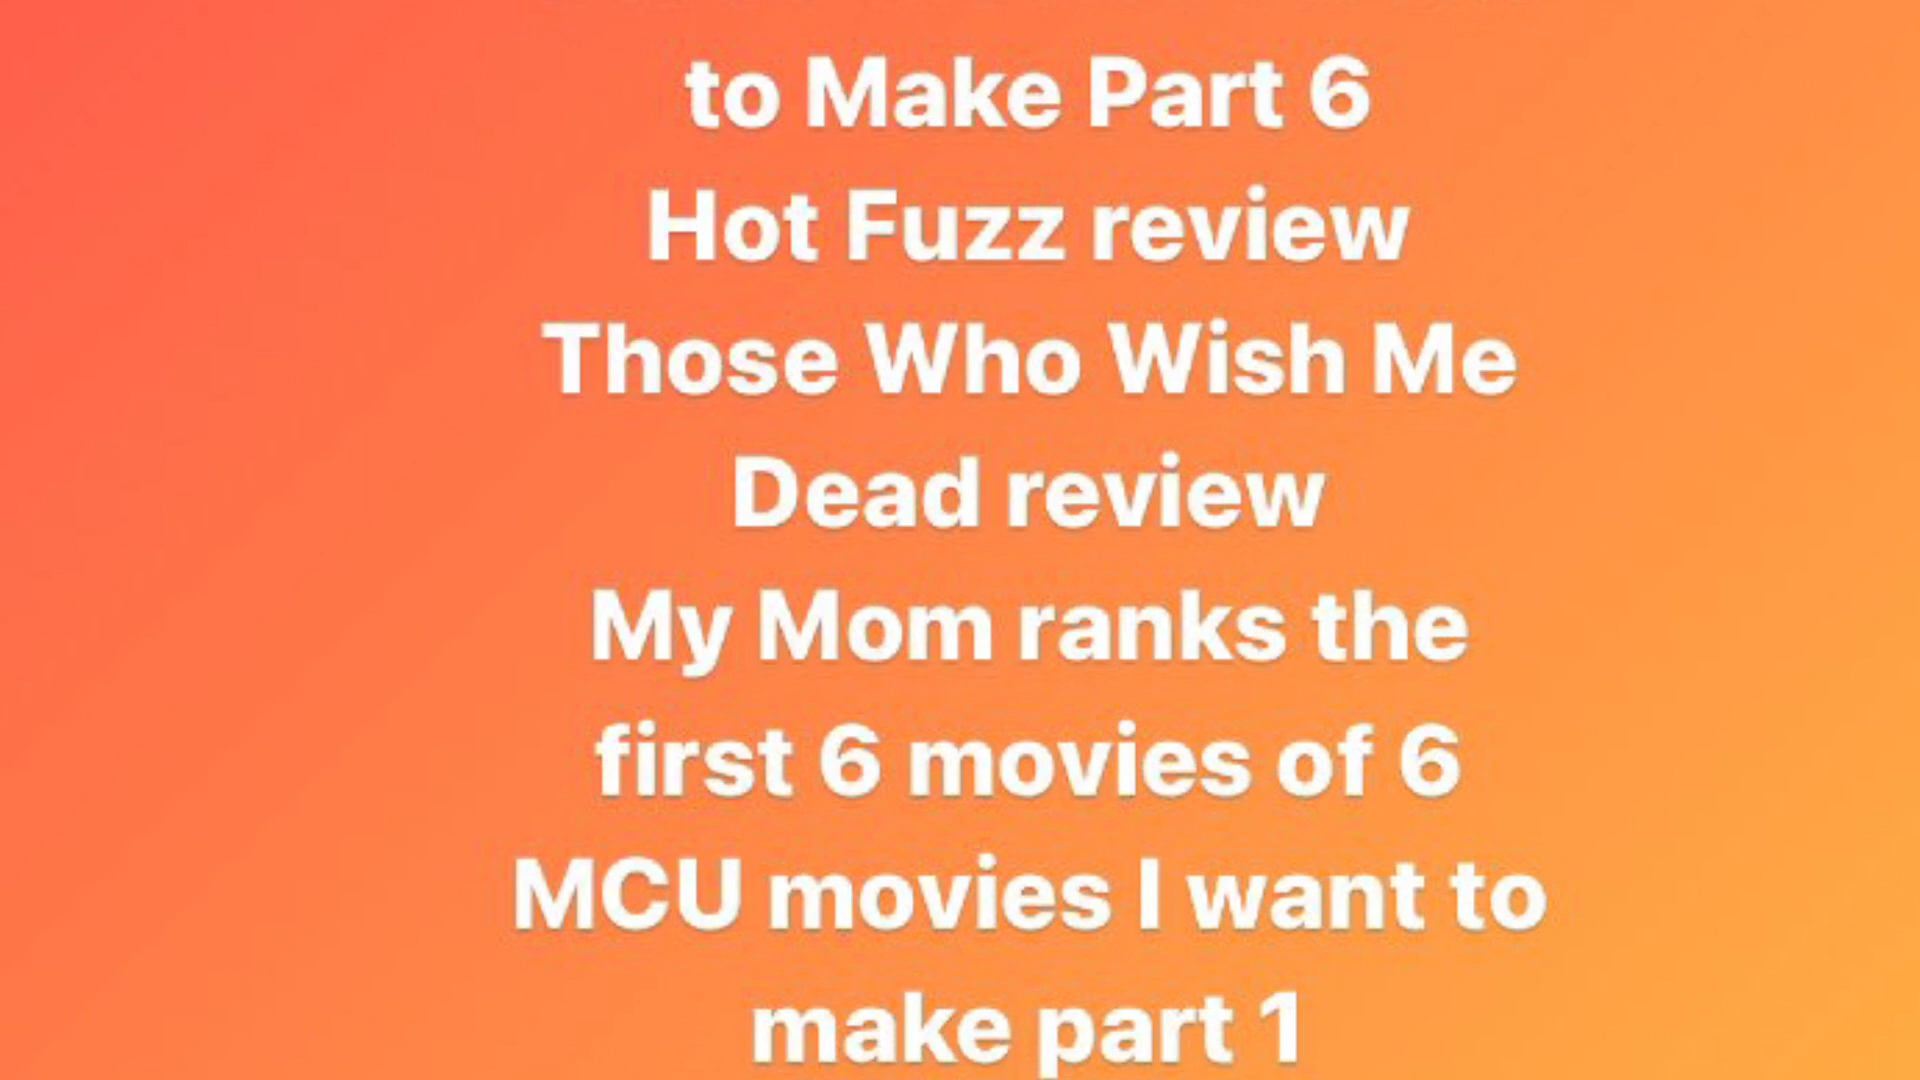 to Make Part 6
Hot Fuzz review
Those Who Wish Me
Dead review
My Mom ranks the
first 6 movies of 6
MCU movies I want to
make part 1